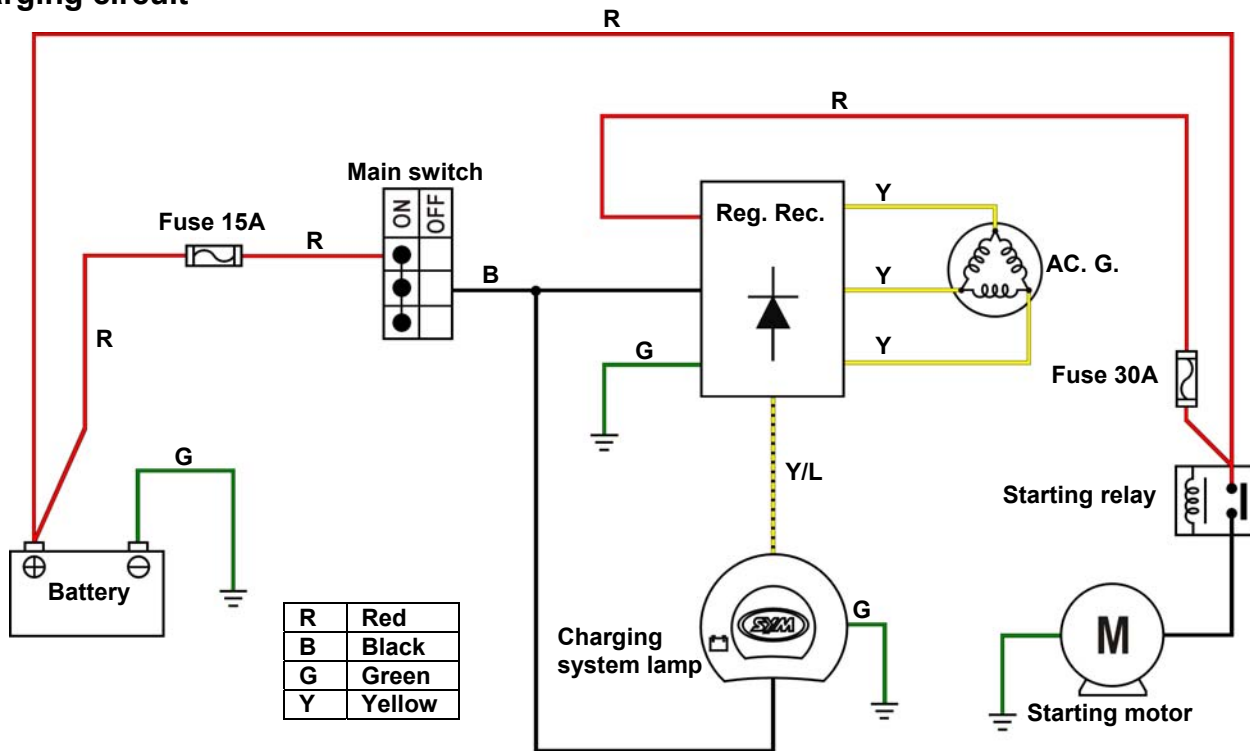 arging circuit
R
R
Main switch
ON
OFF
Fuse 15A
R
B
Reg. Rec.
Y
Y
Y
AC. G.
R
G
Fuse 30A
G
Y/L
Starting relay
Battery
R Red
B Black
G Green
Y Yellow
Charging
system lamp
SYM
G
M
Starting motor